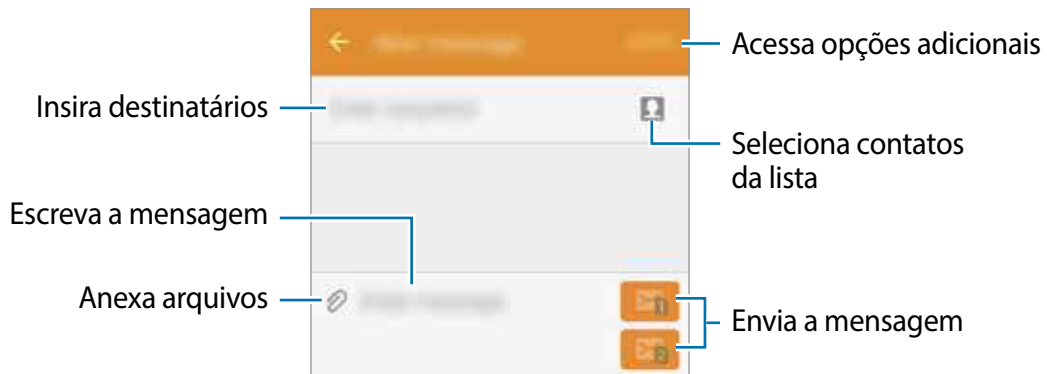 Acessa opções adicionais
Insira destinatários
Seleciona contatos
da lista
Escreva a mensagem
Anexa arquivos
Envia a mensagem